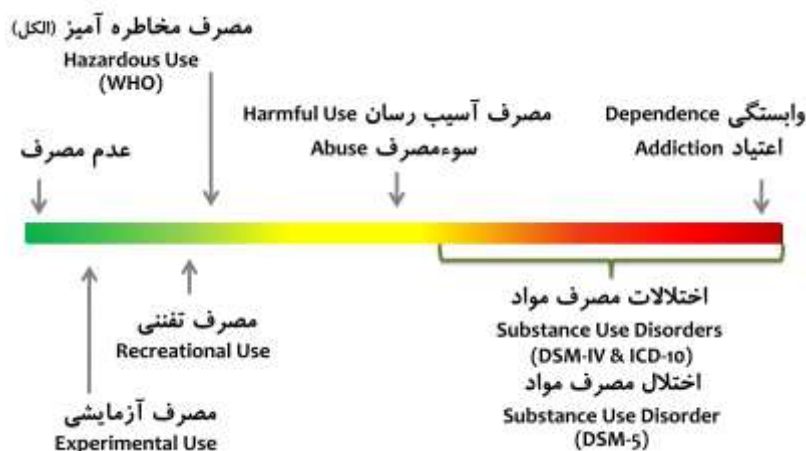 مصرف مخاطره آمیز (الکل)
Hazardous Use
(WHO)
عدم مصرف
مصرف آسیب رسان Harmful Use
سوءمصرف Abuse
وابستگی Dependence
اعتیاد Addiction
مصرف تفننی
Recreational Use
مصرف آزمایشی
Experimental Use
اختلالات مصرف مواد
Substance Use Disorders
(DSM-IV & ICD-10)
اختلال مصرف مواد
Substance Use Disorder
(DSM-5)